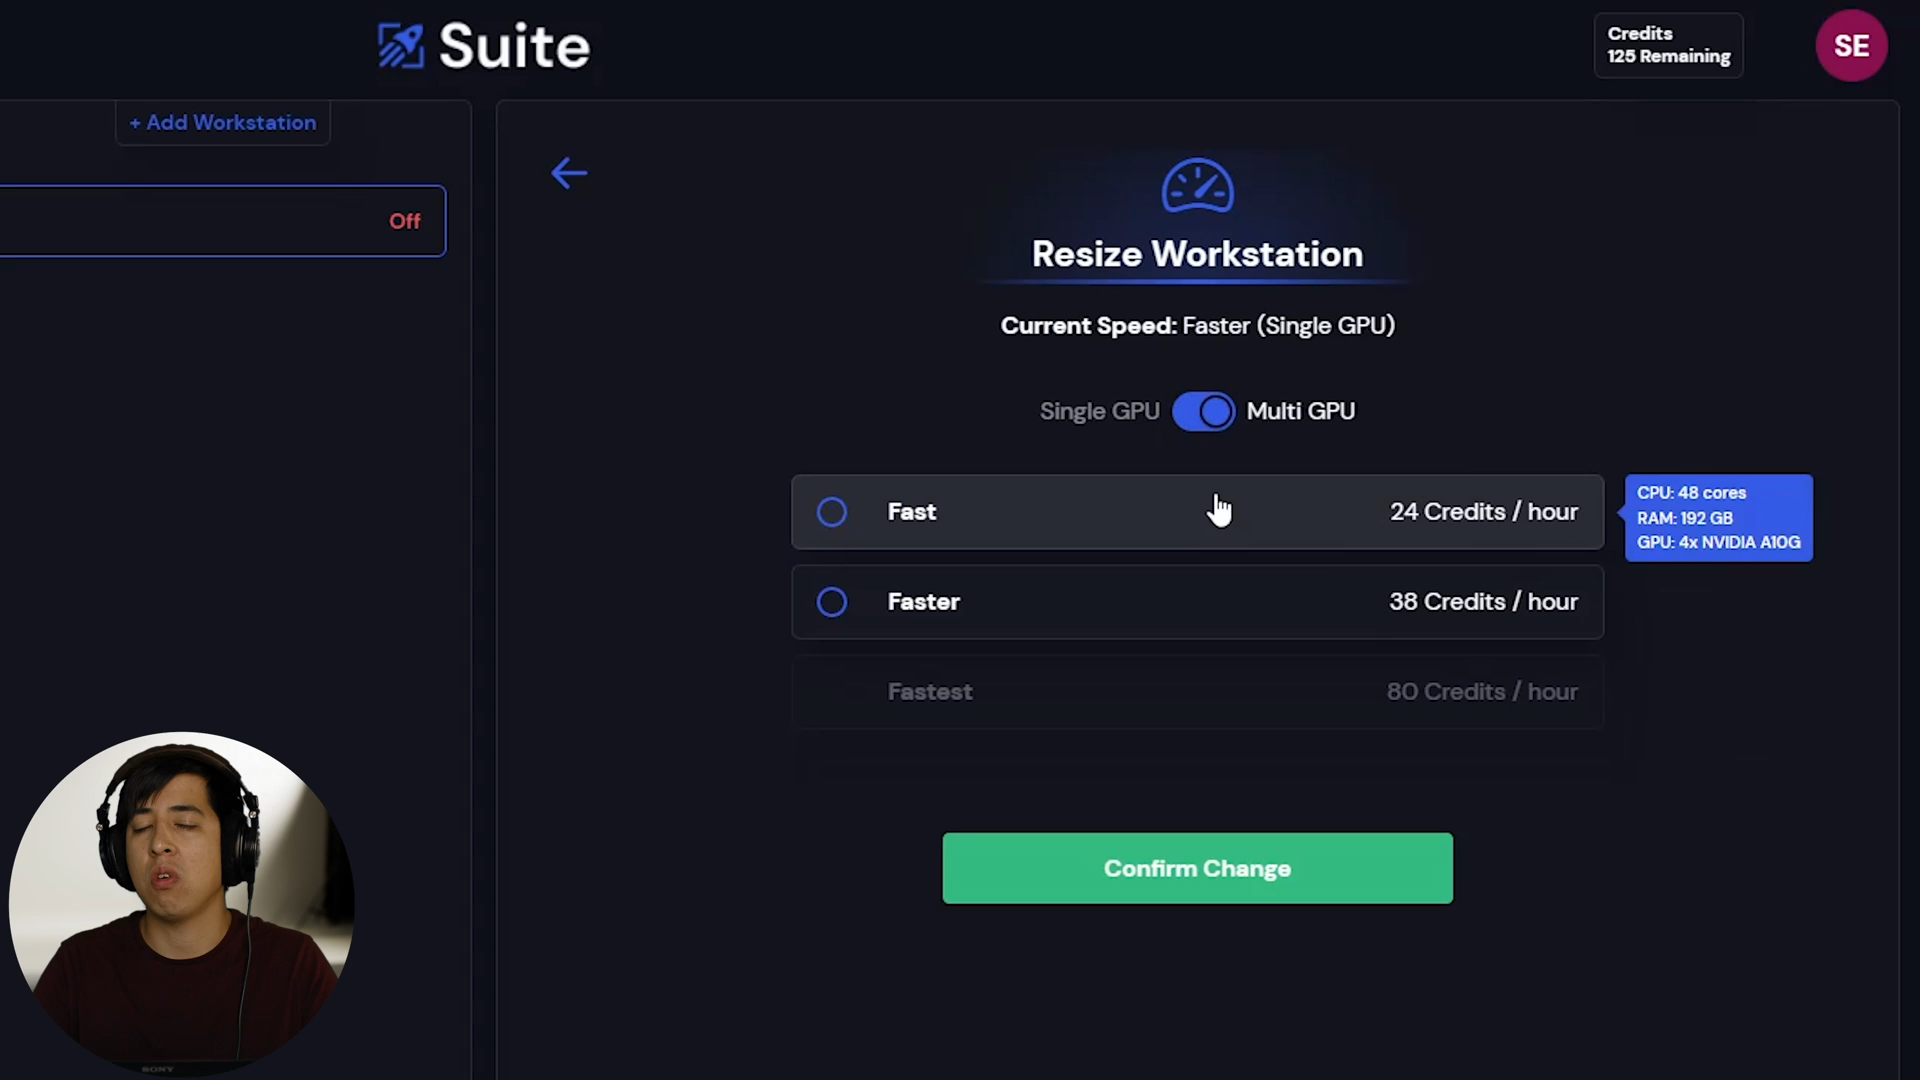 Suite
Credits
125 Remaining
SE
+ Add Workstation
Off
Resize Workstation
Current Speed: Faster (Single GPU)
Single GPU Multi GPU
Fast 24 Credits / hour
CPU: 48 cores
RAM: 192 GB
GPU: 4x NVIDIA A10G
Faster 38 Credits / hour
Fastest 80 Credits / hour
Confirm Change
SONY